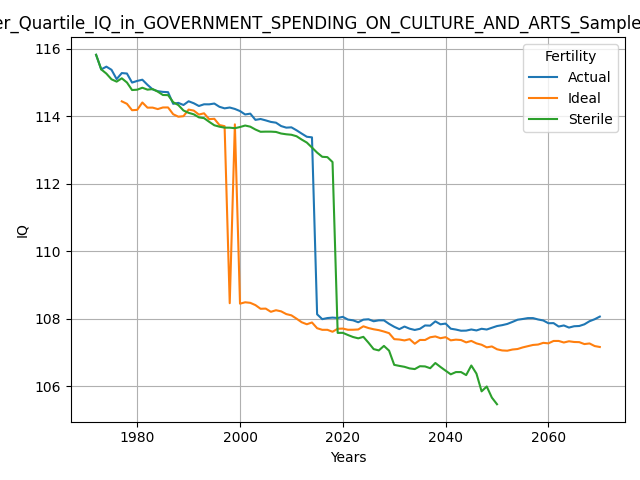 er_Quartile_IQ_in_GOVERNMENT_SPENDING_ON_CULTURE_AND_ARTS_Sample
Fertility
Actual
Ideal
Sterile
IQ
116
114
112
110
108
106
1980 2000 2020 2040 2060
Years